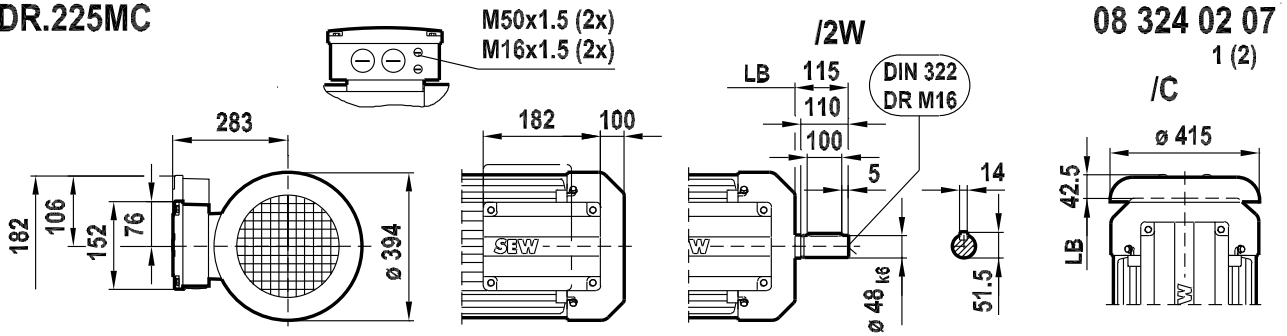 DR.225MC
M50x1.5 (2x)
M16x1.5 (2x)
/2W
08 324 02 07
1 (2)
LB
115
DIN 322
DR M16
/C
110
283
182
100
100
ø 415
5
14
42.5
182
106
152
76
ø 394
SEW
W
LB
ø 48 k6
51.5
W